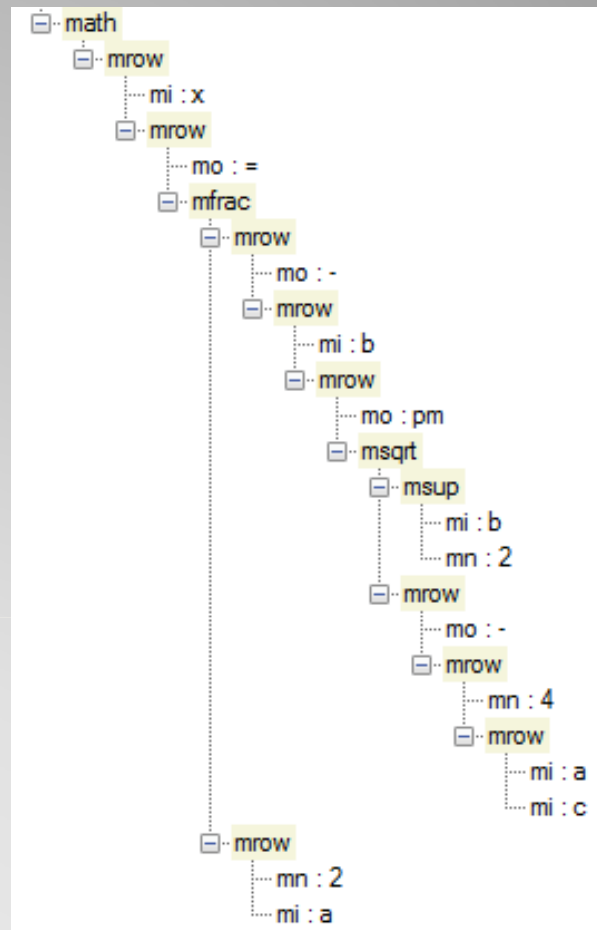 math
mrow
mi : x
mrow
mo : =
mfrac
mrow
mo : -
mrow
mi : b
mrow
mo : pm
msqrt
msup
mi : b
mn : 2
mrow
mo : -
mrow
mn : 4
mrow
mi : a
mi : c
mrow
mn : 2
mi : a